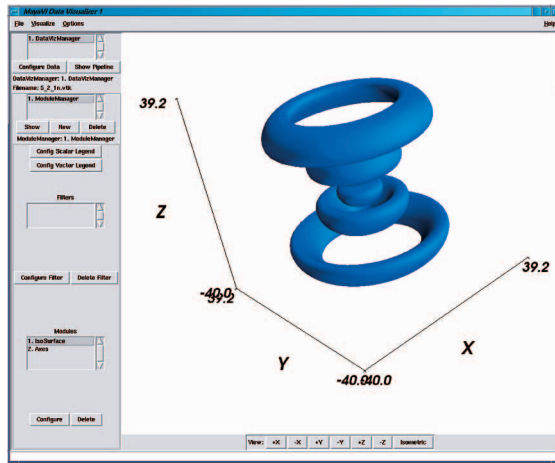 MayaVi Data Visualizer 1
File Visualize Options Help
1. DataVizManager
Configure Data Show Pipeline
DataVizManager: 1. DataVizManager
Filename: 5_2_1n.vtk
1. ModuleManager
Show New Delete
ModuleManager: 1. ModuleManager
Config Scalar Legend
Config Vector Legend
Filters
Configure Filter Delete Filter
Modules
1. IsoSurface
2. Axes
Configure Delete
39.2
Z
-40.0
39.2
Y
-40.0
-40.0
X
39.2
View: +X -X +Y -Y +Z -Z Isometric